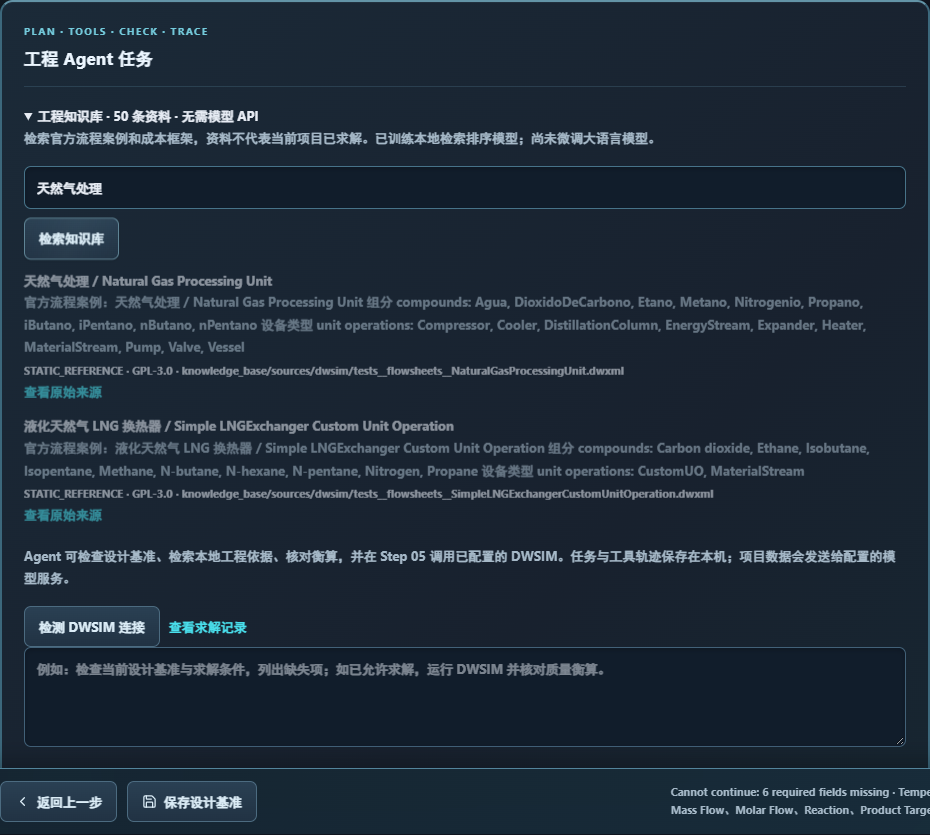 PLAN · TOOLS · CHECK · TRACE
工程 Agent 任务
▼ 工程知识库 · 50 条资料 · 无需模型 API
检索官方流程案例和成本框架，资料不代表当前项目已求解。已训练本地检索排序模型；尚未微调大语言模型。
天然气处理
检索知识库
天然气处理 / Natural Gas Processing Unit
官方流程案例：天然气处理 / Natural Gas Processing Unit 组分 compounds: Agua, DioxidoDeCarbono, Etano, Metano, Nitrogenio, Propano,
iButano, iPentano, nButano, nPentano 设备类型 unit operations: Compressor, Cooler, DistillationColumn, EnergyStream, Expander, Heater,
MaterialStream, Pump, Valve, Vessel
STATIC_REFERENCE · GPL-3.0 · knowledge_base/sources/dwsim/tests__flowsheets__NaturalGasProcessingUnit.dwxml
查看原始来源
液化天然气 LNG 换热器 / Simple LNGExchanger Custom Unit Operation
官方流程案例：液化天然气 LNG 换热器 / Simple LNGExchanger Custom Unit Operation 组分 compounds: Carbon dioxide, Ethane, Isobutane,
Isopentane, Methane, N-butane, N-hexane, N-pentane, Nitrogen, Propane 设备类型 unit operations: CustomUO, MaterialStream
STATIC_REFERENCE · GPL-3.0 · knowledge_base/sources/dwsim/tests__flowsheets__SimpleLNGExchangerCustomUnitOperation.dwxml
查看原始来源
Agent 可检查设计基准、检索本地工程依据、核对衡算，并在 Step 05 调用已配置的 DWSIM。任务与工具轨迹保存在本机；项目数据会发送给配置的模
型服务。
检测 DWSIM 连接 查看求解记录
例如：检查当前设计基准与求解条件，列出缺失项；如已允许求解，运行 DWSIM 并核对质量衡算。
返回上一步 保存设计基准
Cannot continue: 6 required fields missing · Tempe
Mass Flow、Molar Flow、Reaction、Product Targe